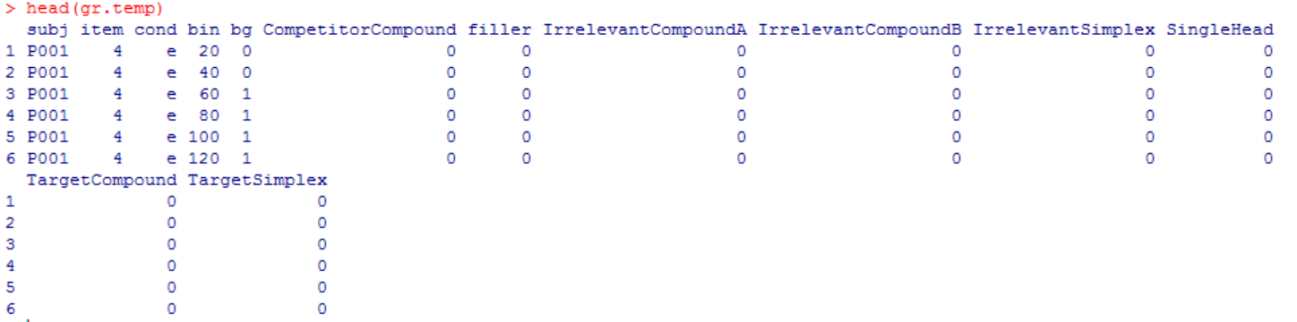 > head(gr.temp)
subj item cond bin bg CompetitorCompound filler IrrelevantCompoundA IrrelevantCompoundB IrrelevantSimplex SingleHead
1 P001 4 e 20 0 0 0 0 0 0 0
2 P001 4 e 40 0 0 0 0 0 0 0
3 P001 4 e 60 1 0 0 0 0 0 0
4 P001 4 e 80 1 0 0 0 0 0 0
5 P001 4 e 100 1 0 0 0 0 0 0
6 P001 4 e 120 1 0 0 0 0 0 0
TargetCompound TargetSimplex
1 0 0
2 0 0
3 0 0
4 0 0
5 0 0
6 0 0